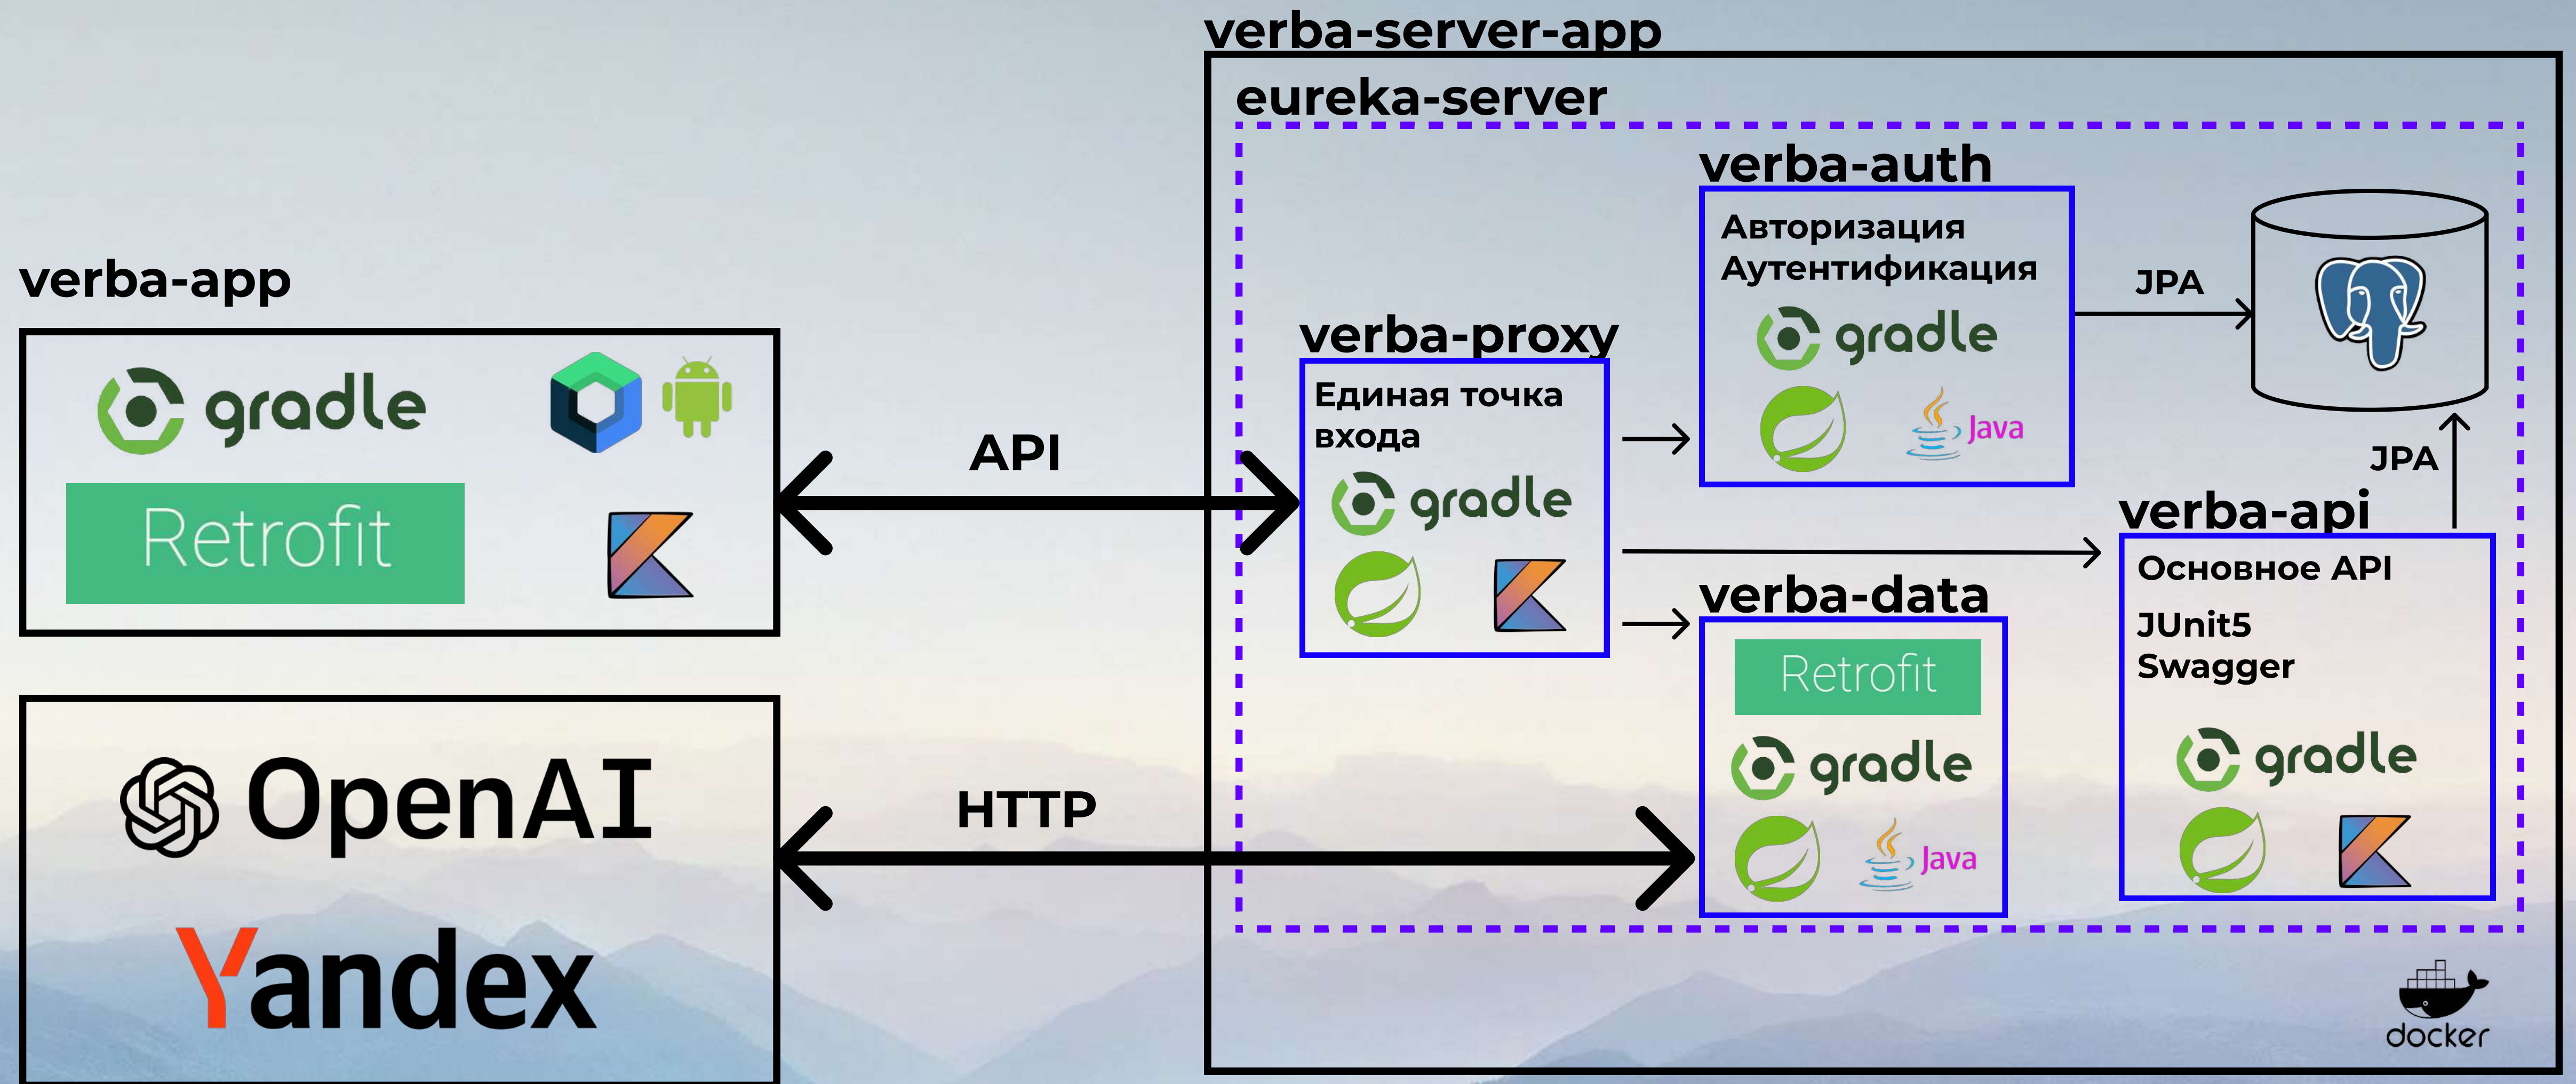 verba-server-app
eureka-server
verba-app
gradle
Retrofit
API
OpenAI
Yandex
HTTP
verba-proxy
Единая точка
входа
gradle
verba-auth
Авторизация
Аутентификация
gradle
Java
JPA
JPA
verba-data
Retrofit
gradle
Java
verba-api
Основное API
JUnit5
Swagger
gradle
docker